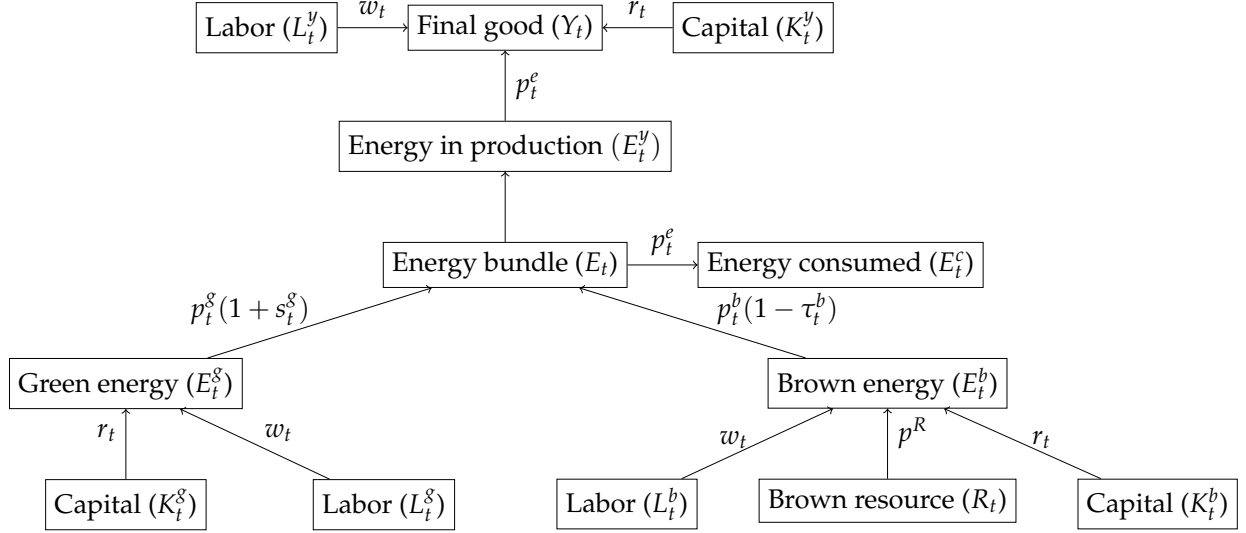 Labor (L_t^y) w_t Final good (Y_t) r_t Capital (K_t^y)
p_t^e
Energy in production (E_t^y)
Energy bundle (E_t) p_t^e Energy consumed (E_t^c)
p_t^g(1 + s_t^g) p_t^b(1 − τ_t^b)
Green energy (E_t^g) Brown energy (E_t^b)
r_t w_t w_t p^R r_t
Capital (K_t^g) Labor (L_t^g) Labor (L_t^b) Brown resource (R_t) Capital (K_t^b)